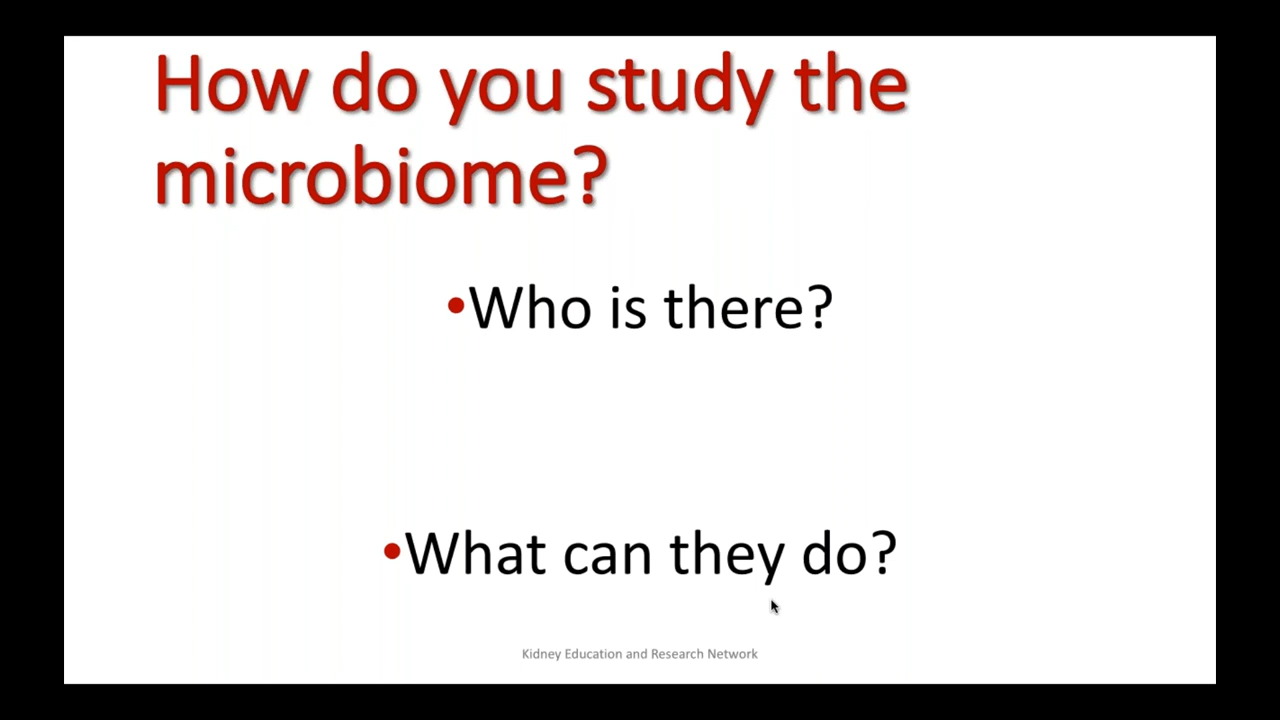 How do you study the
microbiome?
•Who is there?
•What can they do?
Kidney Education and Research Network